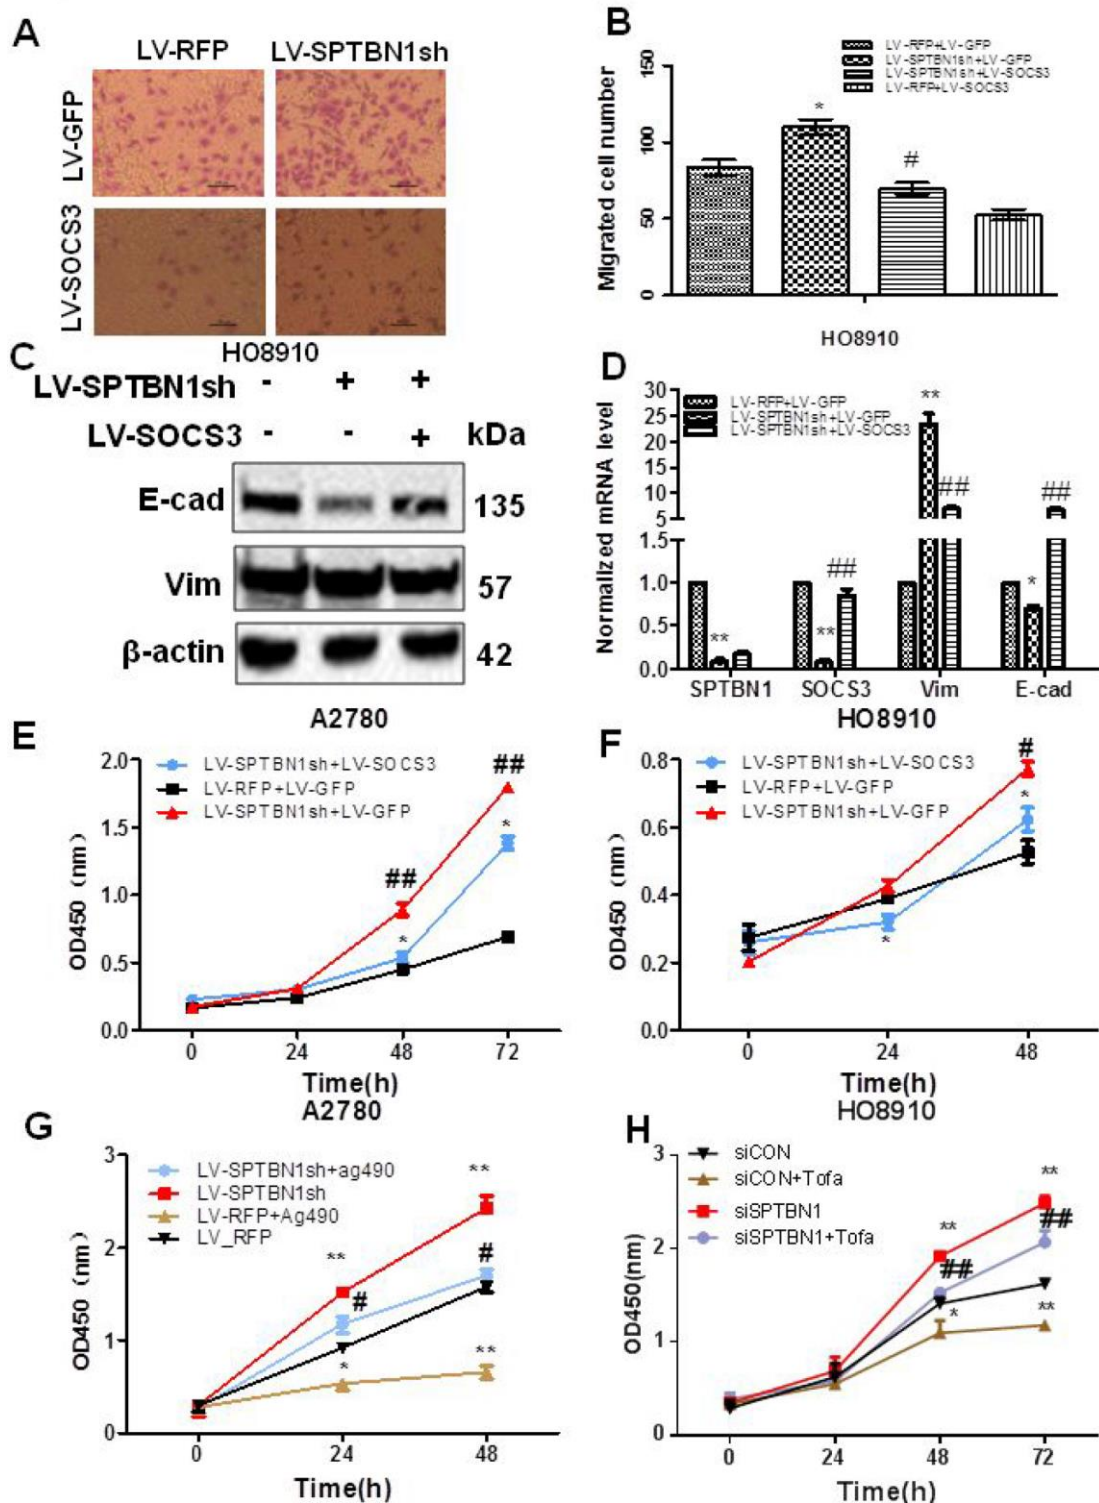 A
LV-RFP
LV-SPTBN1sh
LV-GFP
LV-SOCS3
HO8910
B
LV-RFP+LV-GFP
LV-SPTBN1sh+LV-GFP
LV-SPTBN1sh+LV-SOCS3
LV-RFP+LV-SOCS3
Migrated cell number
150
100
50
0
*
#
HO8910
C
LV-SPTBN1sh - + +
LV-SOCS3 - - + kDa
E-cad 135
Vim 57
β-actin 42
D
LV-RFP+LV-GFP
LV-SPTBN1sh+LV-GFP
LV-SPTBN1sh+LV-SOCS3
Normalized mRNA level
30
25
20
15
10
5
1.5
1.0
0.5
0.0
**
**
##
**
##
*
##
SPTBN1 SOCS3 Vim E-cad
E
A2780
LV-SPTBN1sh+LV-SOCS3
LV-RFP+LV-GFP
LV-SPTBN1sh+LV-GFP
OD450 (nm)
2.0
1.5
1.0
0.5
0.0
##
*
##
*
0 24 48 72
Time(h)
F
HO8910
LV-SPTBN1sh+LV-SOCS3
LV-RFP+LV-GFP
LV-SPTBN1sh+LV-GFP
OD450 (nm)
0.8
0.6
0.4
0.2
0.0
#
*
*
0 24 48
Time(h)
G
A2780
LV-SPTBN1sh+ag490
LV-SPTBN1sh
LV-RFP+Ag490
LV_RFP
OD450 (nm)
3
2
1
0
**
#
*
**
#
**
0 24 48
Time(h)
H
HO8910
siCON
siCON+Tofa
siSPTBN1
siSPTBN1+Tofa
OD450(nm)
3
2
1
0
**
##
*
**
##
**
0 24 48 72
Time(h)